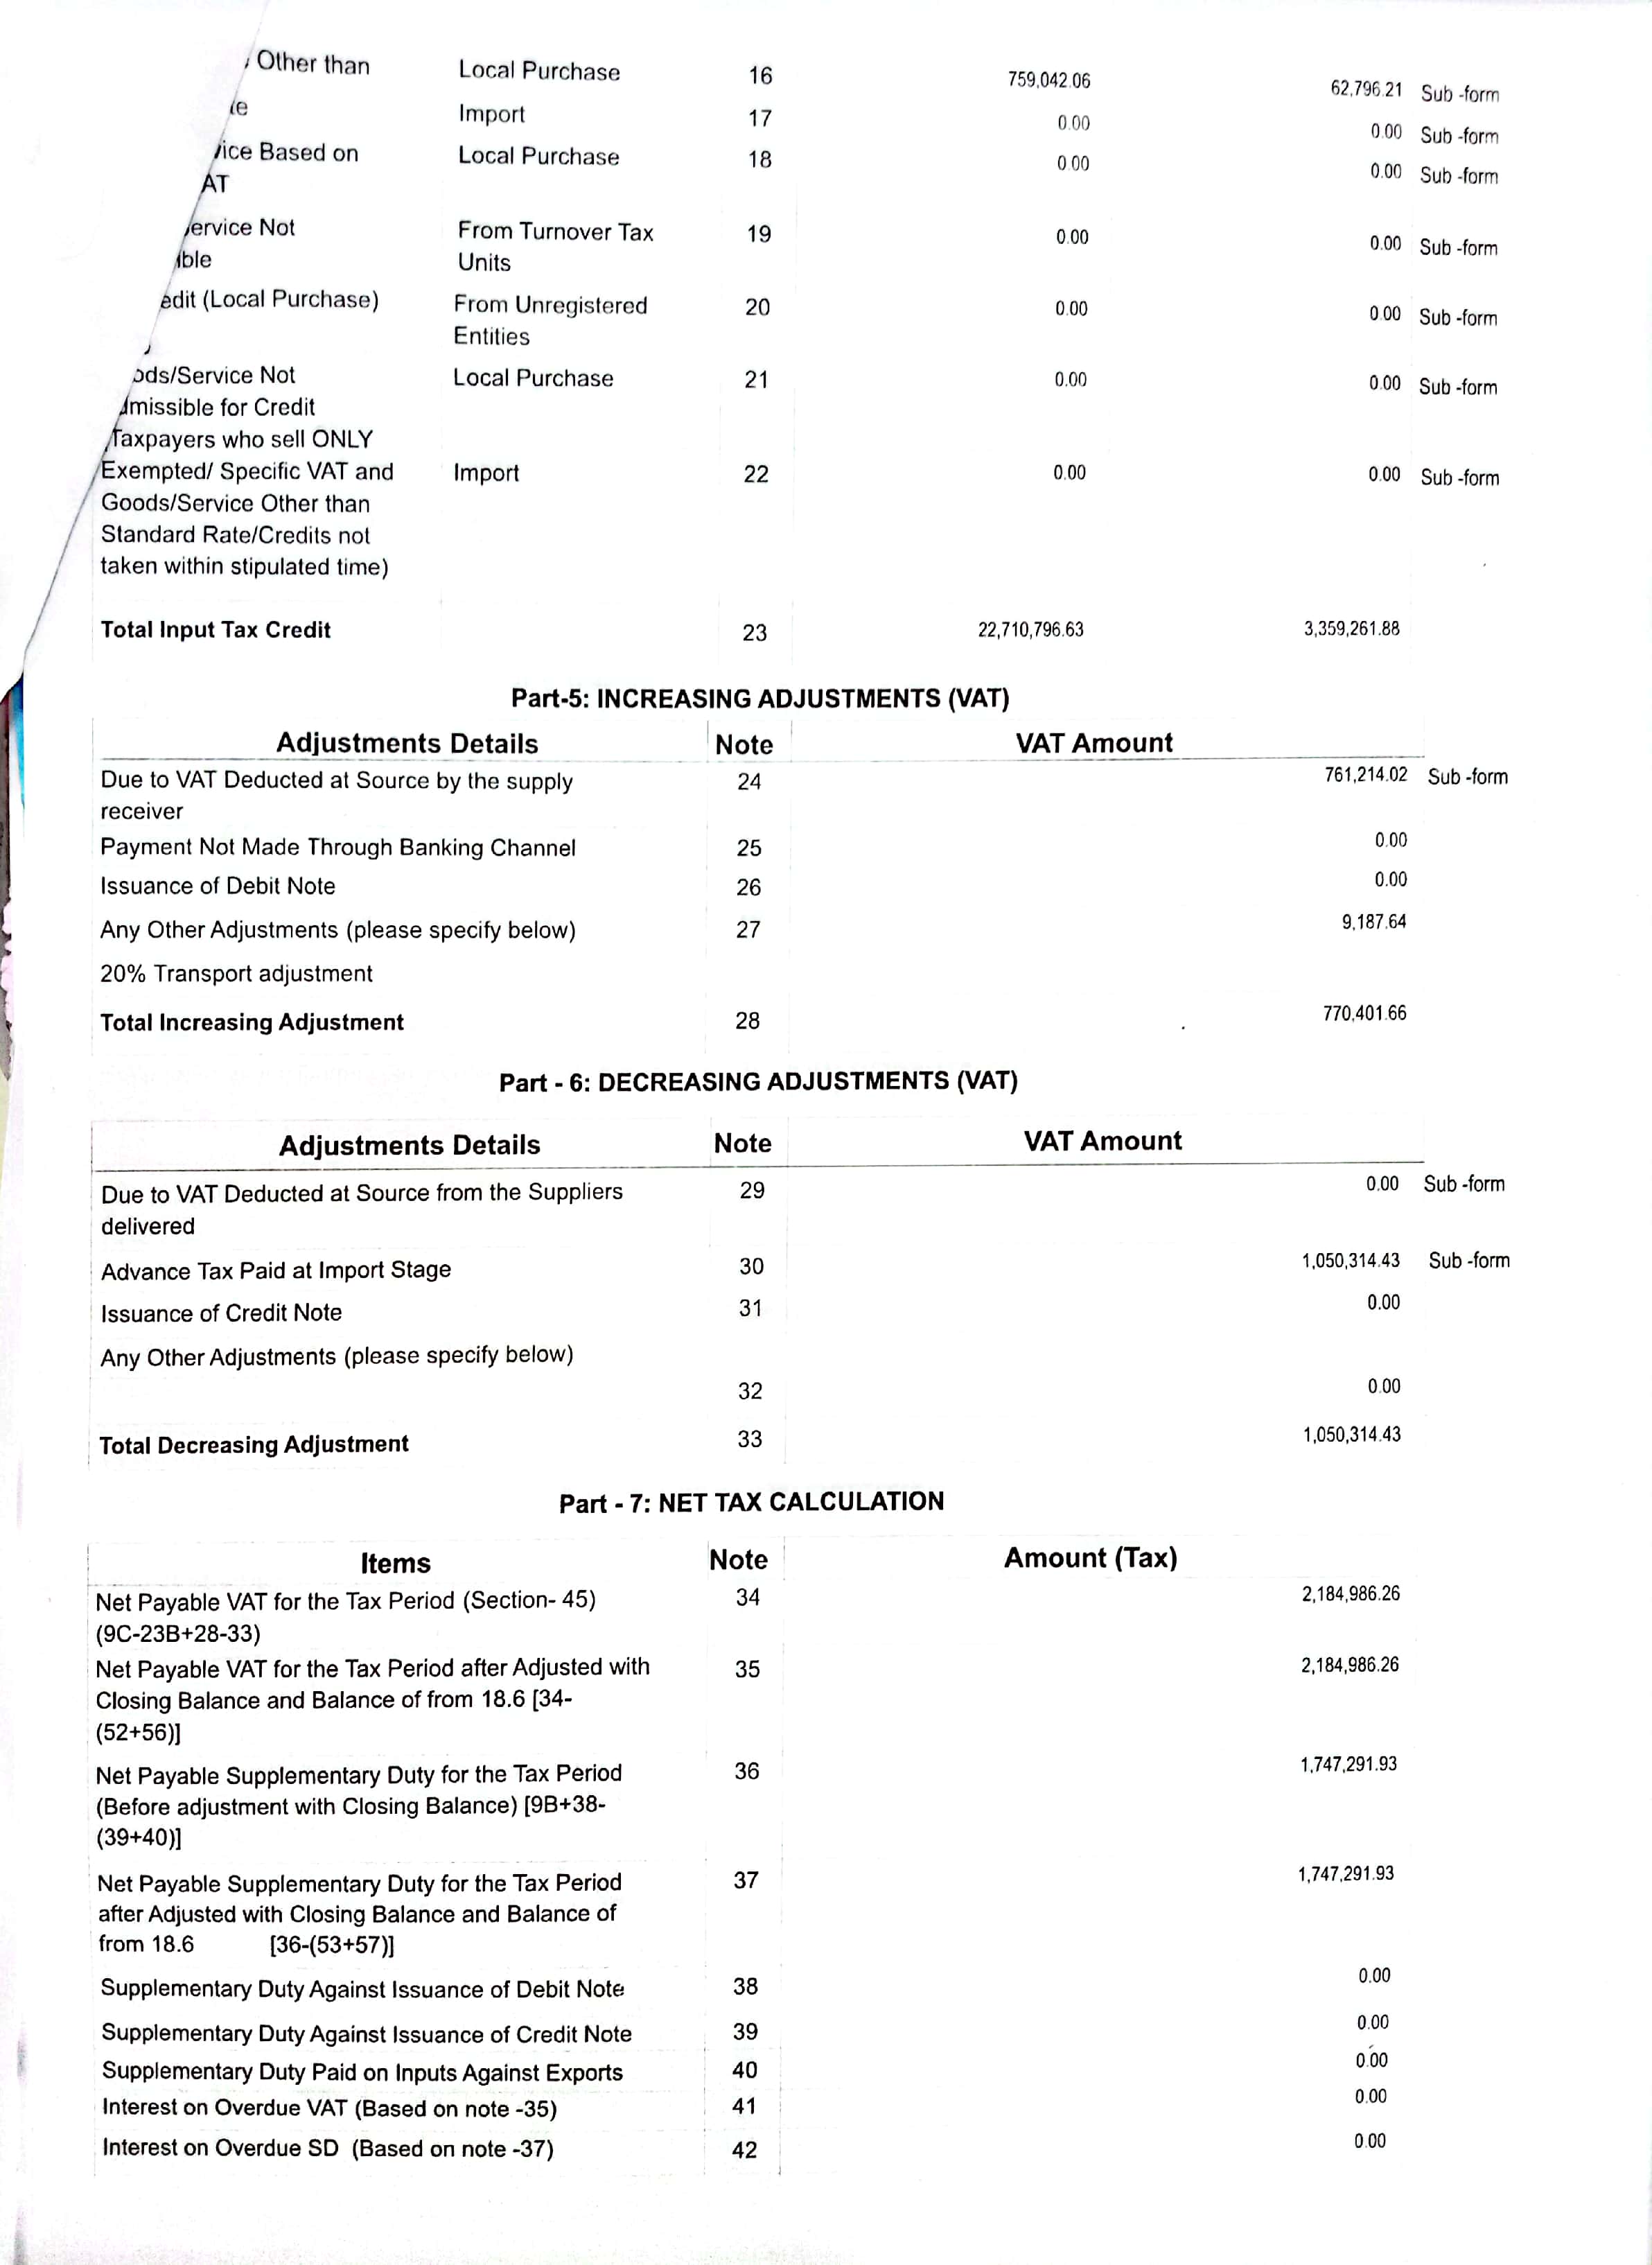 Other than Local Purchase 16 759,042.06 62,796.21 Sub -form
Import 17 0.00 0.00 Sub -form
Based on Local Purchase 18 0.00 0.00 Sub -form
Not From Turnover Tax 19 0.00 0.00 Sub -form
Units
(Local Purchase) From Unregistered 20 0.00 0.00 Sub -form
Entities
Not Local Purchase 21 0.00 0.00 Sub -form
for Credit
Taxpayers who sell ONLY
Exempted/ Specific VAT and Import 22 0.00 0.00 Sub -form
Goods/Service Other than
Standard Rate/Credits not
taken within stipulated time)
Total Input Tax Credit 23 22,710,796.63 3,359,261.88
Part-5: INCREASING ADJUSTMENTS (VAT)
Adjustments Details Note VAT Amount
Due to VAT Deducted at Source by the supply 24 761,214.02 Sub -form
receiver
Payment Not Made Through Banking Channel 25 0.00
Issuance of Debit Note 26 0.00
Any Other Adjustments (please specify below) 27 9,187.64
20% Transport adjustment
Total Increasing Adjustment 28 770,401.66
Part - 6: DECREASING ADJUSTMENTS (VAT)
Adjustments Details Note VAT Amount
Due to VAT Deducted at Source from the Suppliers 29 0.00 Sub -form
delivered
Advance Tax Paid at Import Stage 30 1,050,314.43 Sub -form
Issuance of Credit Note 31 0.00
Any Other Adjustments (please specify below)
32 0.00
Total Decreasing Adjustment 33 1,050,314.43
Part - 7: NET TAX CALCULATION
Items Note Amount (Tax)
Net Payable VAT for the Tax Period (Section- 45) 34 2,184,986.26
(9C-23B+28-33)
Net Payable VAT for the Tax Period after Adjusted with 35 2,184,986.26
Closing Balance and Balance of from 18.6 [34-
(52+56)]
Net Payable Supplementary Duty for the Tax Period 36 1,747,291.93
(Before adjustment with Closing Balance) [9B+38-
(39+40)]
Net Payable Supplementary Duty for the Tax Period 37 1,747,291.93
after Adjusted with Closing Balance and Balance of
from 18.6 [36-(53+57)]
Supplementary Duty Against Issuance of Debit Note 38 0.00
Supplementary Duty Against Issuance of Credit Note 39 0.00
Supplementary Duty Paid on Inputs Against Exports 40 0.00
Interest on Overdue VAT (Based on note -35) 41 0.00
Interest on Overdue SD (Based on note -37) 42 0.00